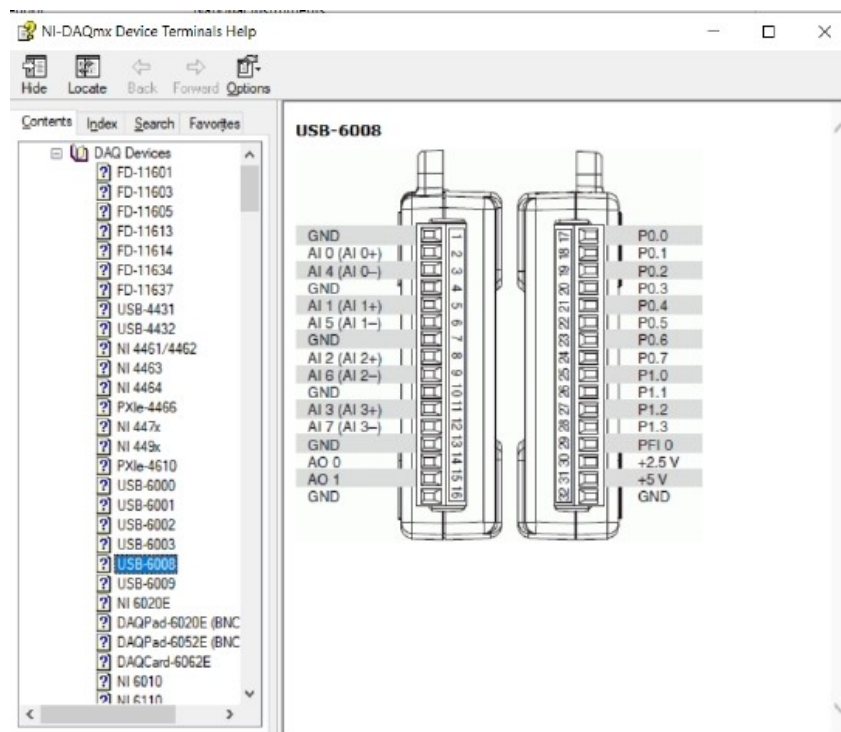 NI-DAQmx Device Terminals Help
Hide Locate Back Forward Options
Contents Index Search Favorites
DAQ Devices
FD-11601
FD-11603
FD-11605
FD-11613
FD-11614
FD-11634
FD-11637
USB-4431
USB-4432
NI 4461/4462
NI 4463
NI 4464
PXIe-4466
NI 447x
NI 449x
PXIe-4610
USB-6000
USB-6001
USB-6002
USB-6003
USB-6008
USB-6009
NI 6020E
DAQPad-6020E (BNC
DAQPad-6052E (BNC
DAQCard-6062E
NI 6010
NI 6110
USB-6008
GND 1 17 P0.0
AI 0 (AI 0+) 2 18 P0.1
AI 4 (AI 0–) 3 19 P0.2
GND 4 20 P0.3
AI 1 (AI 1+) 5 21 P0.4
AI 5 (AI 1–) 6 22 P0.5
GND 7 23 P0.6
AI 2 (AI 2+) 8 24 P0.7
AI 6 (AI 2–) 9 25 P1.0
GND 10 26 P1.1
AI 3 (AI 3+) 11 27 P1.2
AI 7 (AI 3–) 12 28 P1.3
GND 13 29 PFI 0
AO 0 14 30 +2.5 V
AO 1 15 31 +5 V
GND 16 32 GND